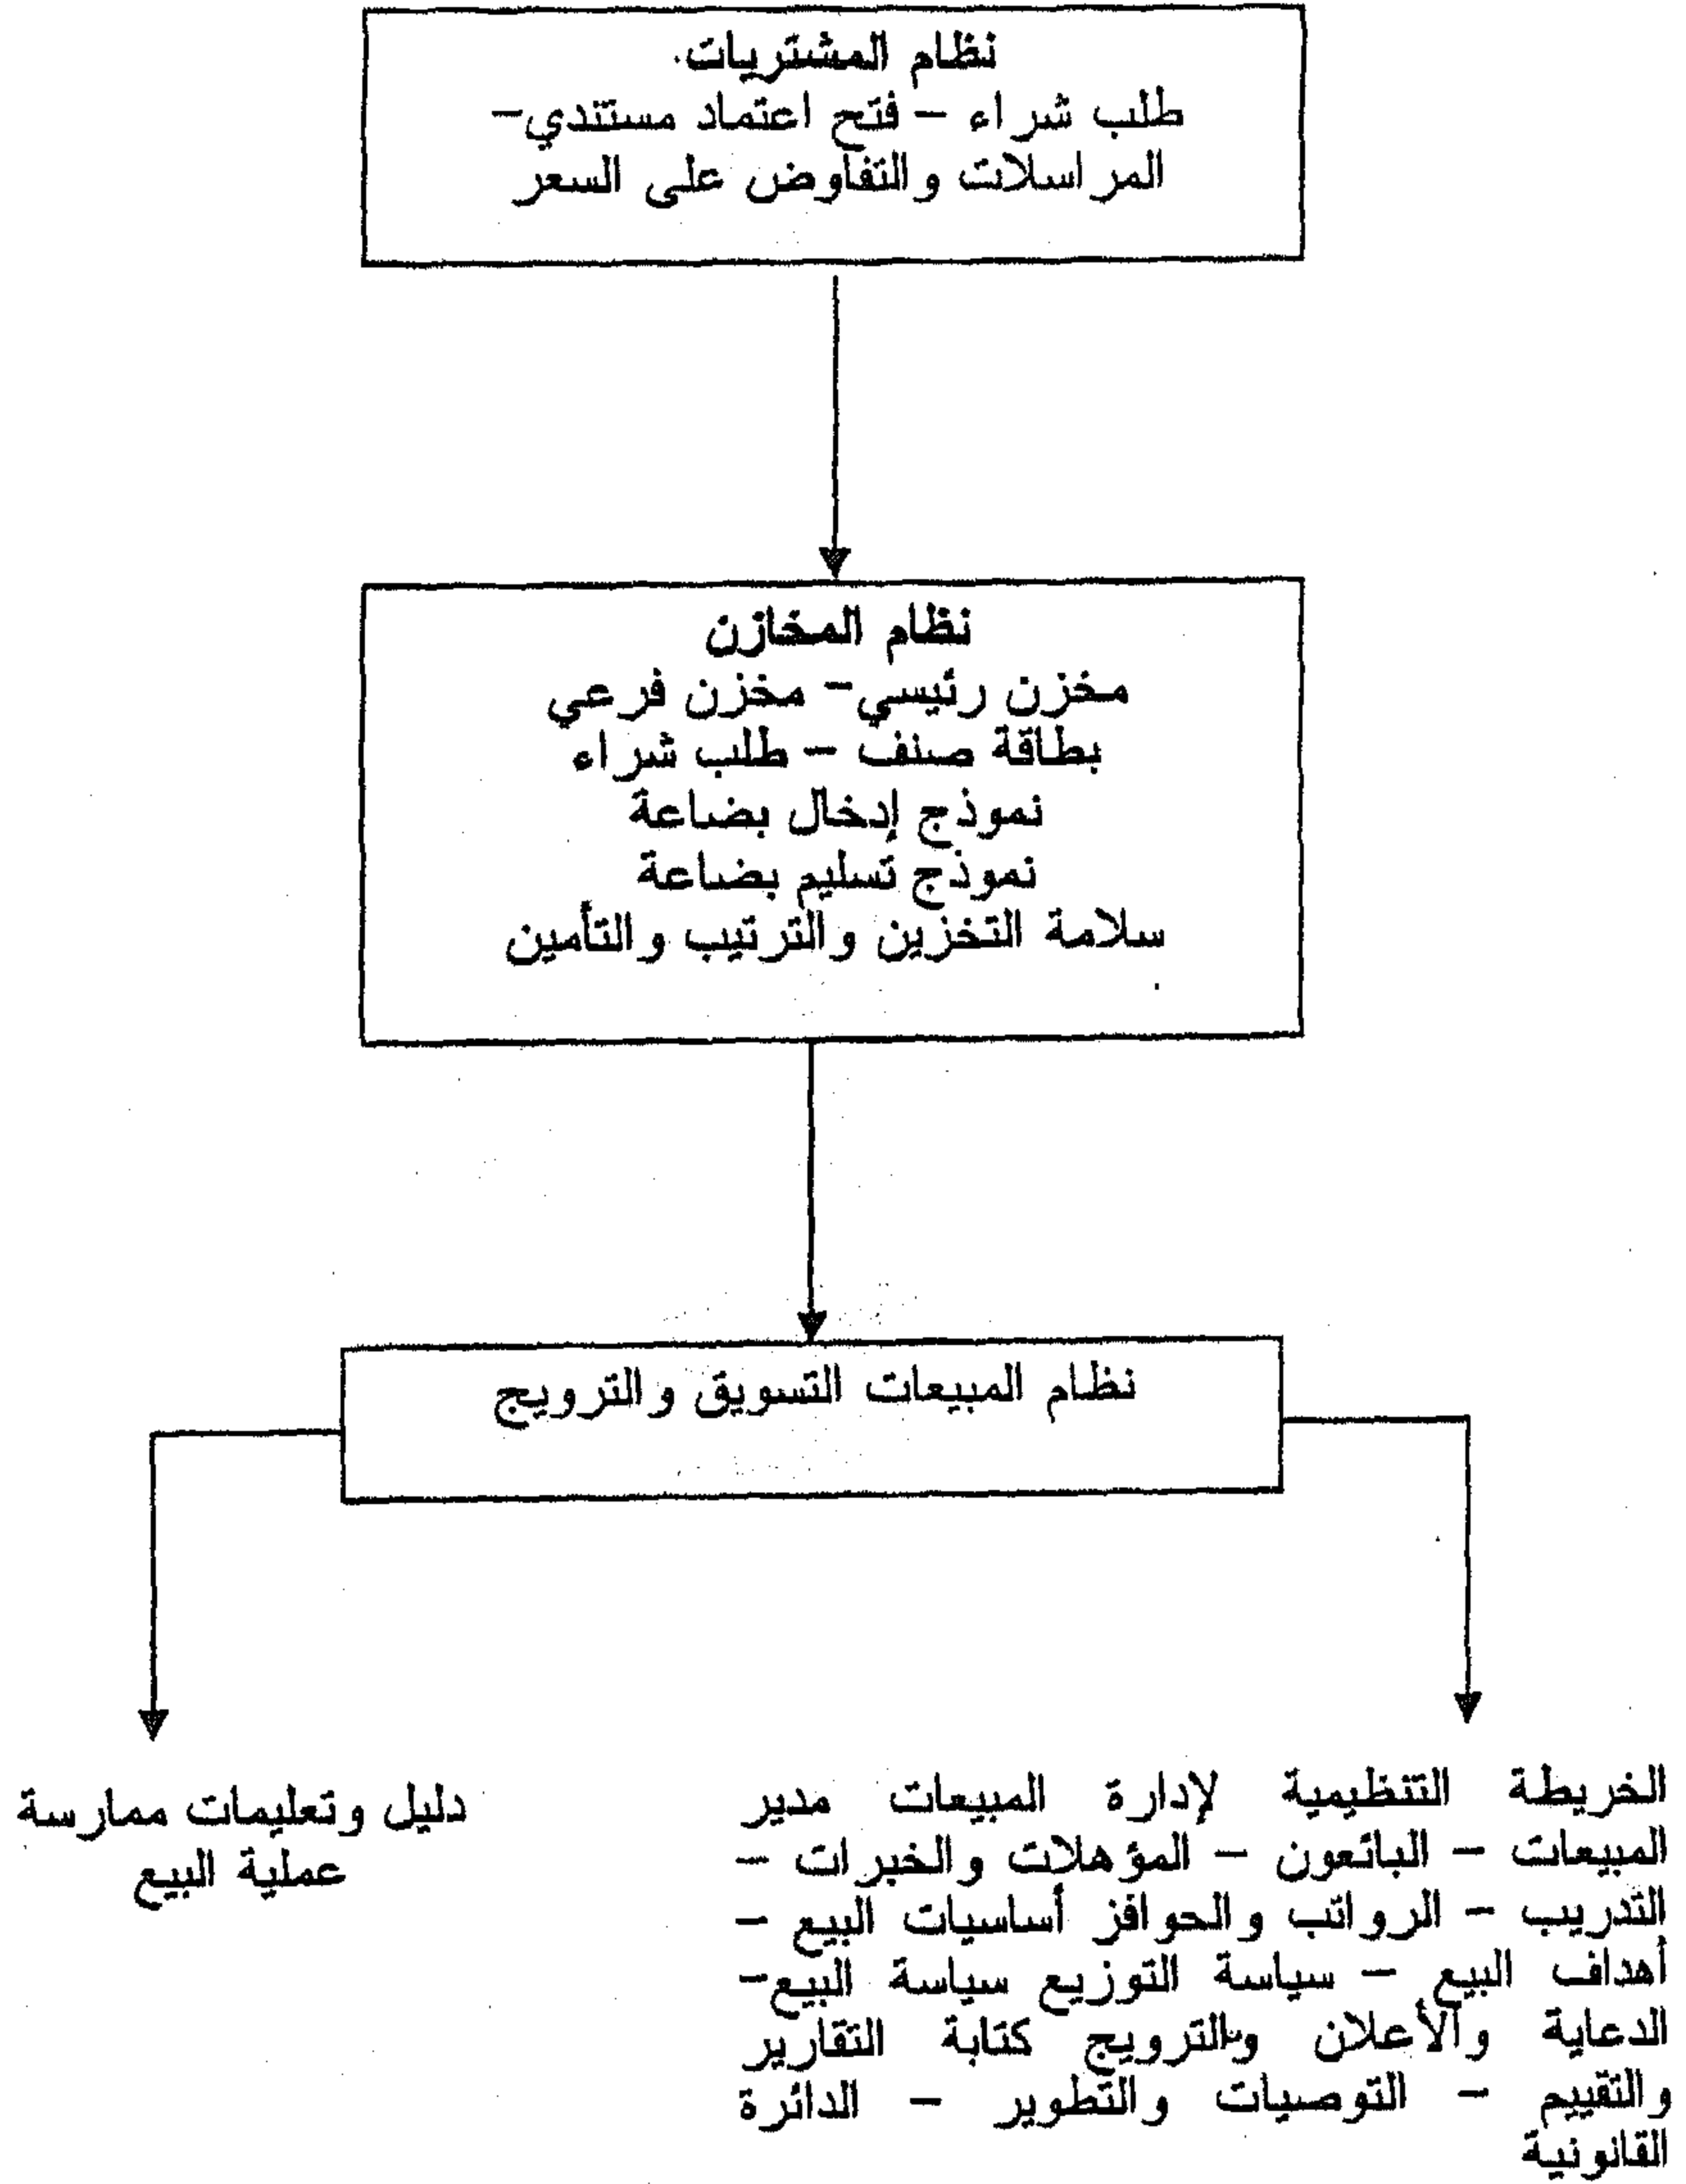 نظام المشتريات
طلب شراء – فتح اعتماد مستندي–
المراسلات والتفاوض على السعر
نظام المخازن
مخزن رئيسي– مخزن فرعي
بطاقة صنف – طلب شراء
نموذج إدخال بضاعة
نموذج تسليم بضاعة
سلامة التخزين والترتيب والتأمين
نظام المبيعات التسويق والترويج
الخريطة التنظيمية لإدارة المبيعات مدير
المبيعات – البائعون – المؤهلات والخبرات –
التدريب – الرواتب والحوافز أساسيات البيع –
أهداف البيع – سياسة التوزيع سياسة البيع–
الدعاية والأعلان والترويج كتابة التقارير
والتقييم – التوصيات والتطوير – الدائرة
القانونية
دليل وتعليمات ممارسة
عملية البيع